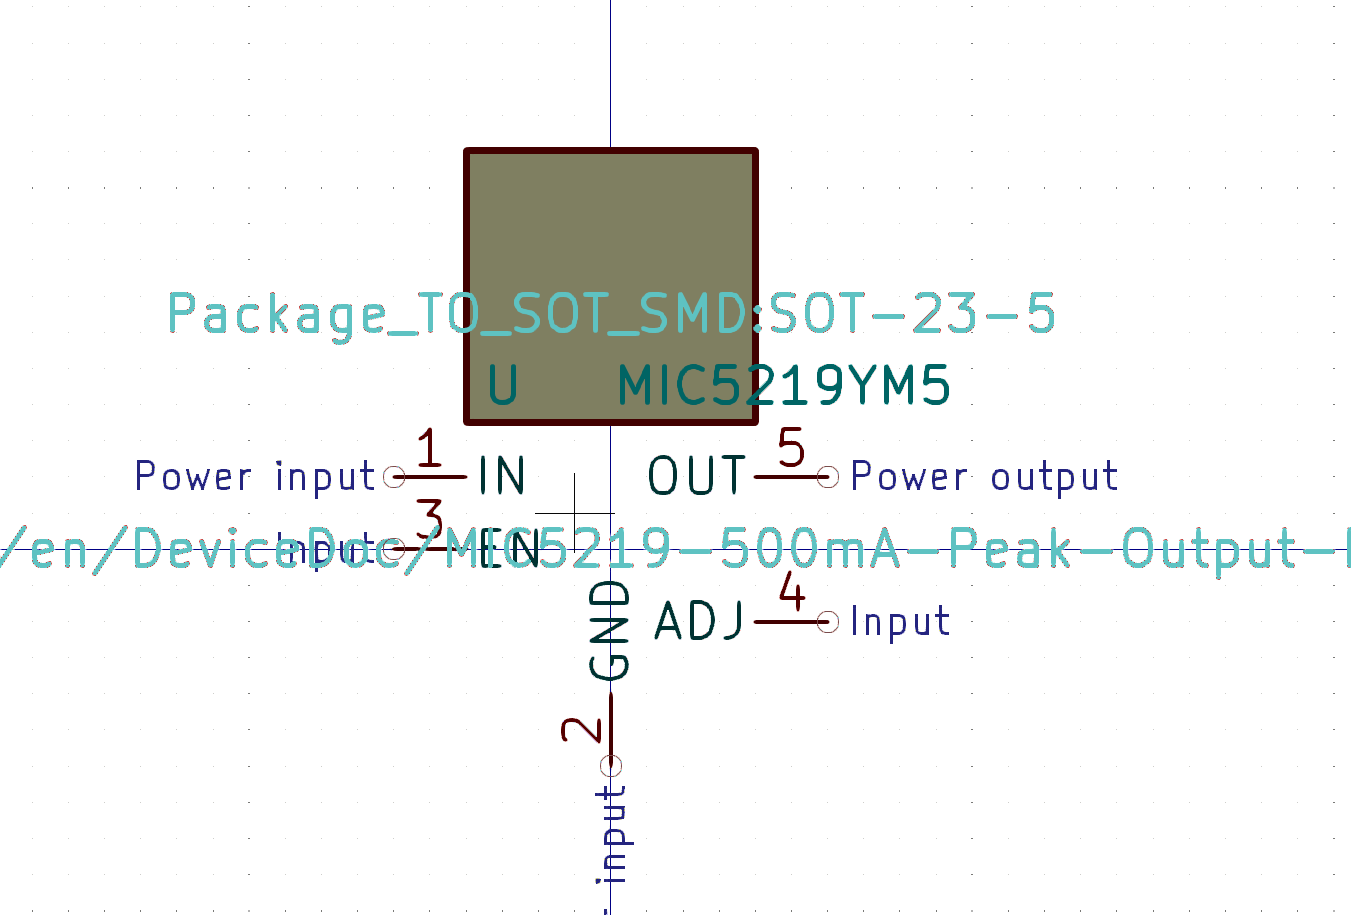 Package_TO_SOT_SMD:SOT-23-5
U MIC5219YM5
Power input 1 IN OUT 5 Power output
Input 3 EN
/en/DeviceDoc/MIC5219-500mA-Peak-Output-
GND
ADJ 4 Input
2
input